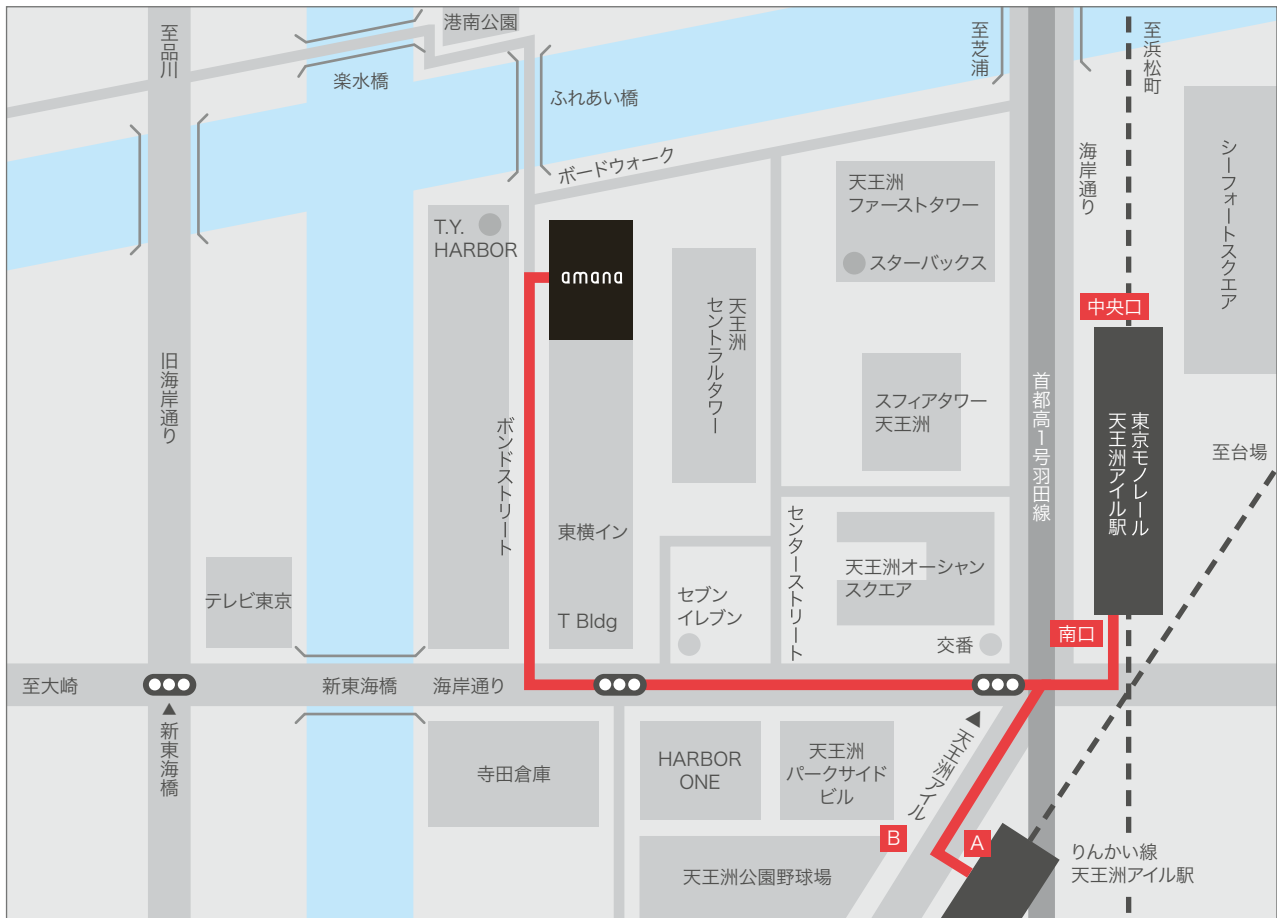 港南公園
至品川
楽水橋
ふれあい橋
至芝浦
至浜松町
ボードウォーク
海岸通り
シーフォートスクエア
天王洲
ファーストタワー
スターバックス
T.Y.
HARBOR
amana
中央口
天王洲
セントラルタワー
旧海岸通り
ボンドストリート
スフィアタワー
天王洲
首都高1号羽田線
東京モノレール
天王洲アイル駅
至台場
東横イン
センターストリート
天王洲オーシャン
スクエア
テレビ東京
セブン
イレブン
T Bldg
交番
南口
至大崎
新東海橋
海岸通り
新東海橋
寺田倉庫
HARBOR
ONE
天王洲
パークサイド
ビル
天王洲アイル
B
A
天王洲公園野球場
りんかい線
天王洲アイル駅